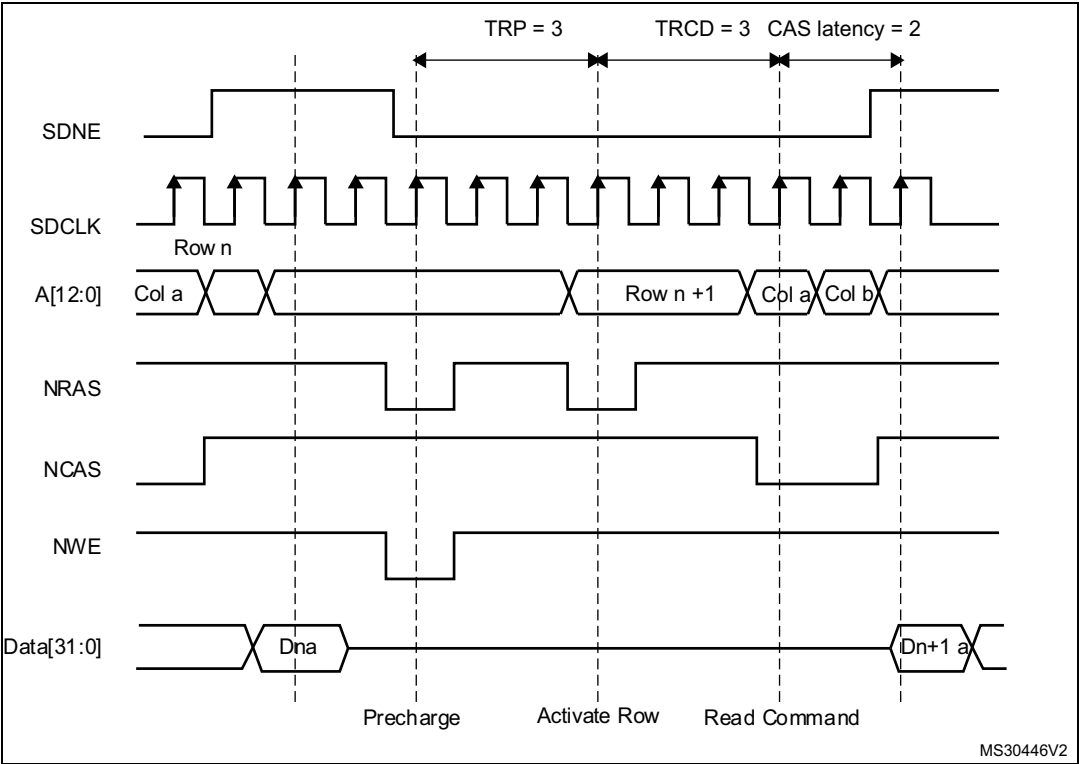 TRP = 3 TRCD = 3 CAS latency = 2
SDNE
SDCLK
Row n
A[12:0] Col a Row n +1 Col a Col b
NRAS
NCAS
NWE
Data[31:0] Dna Dn+1 a
Precharge Activate Row Read Command
MS30446V2